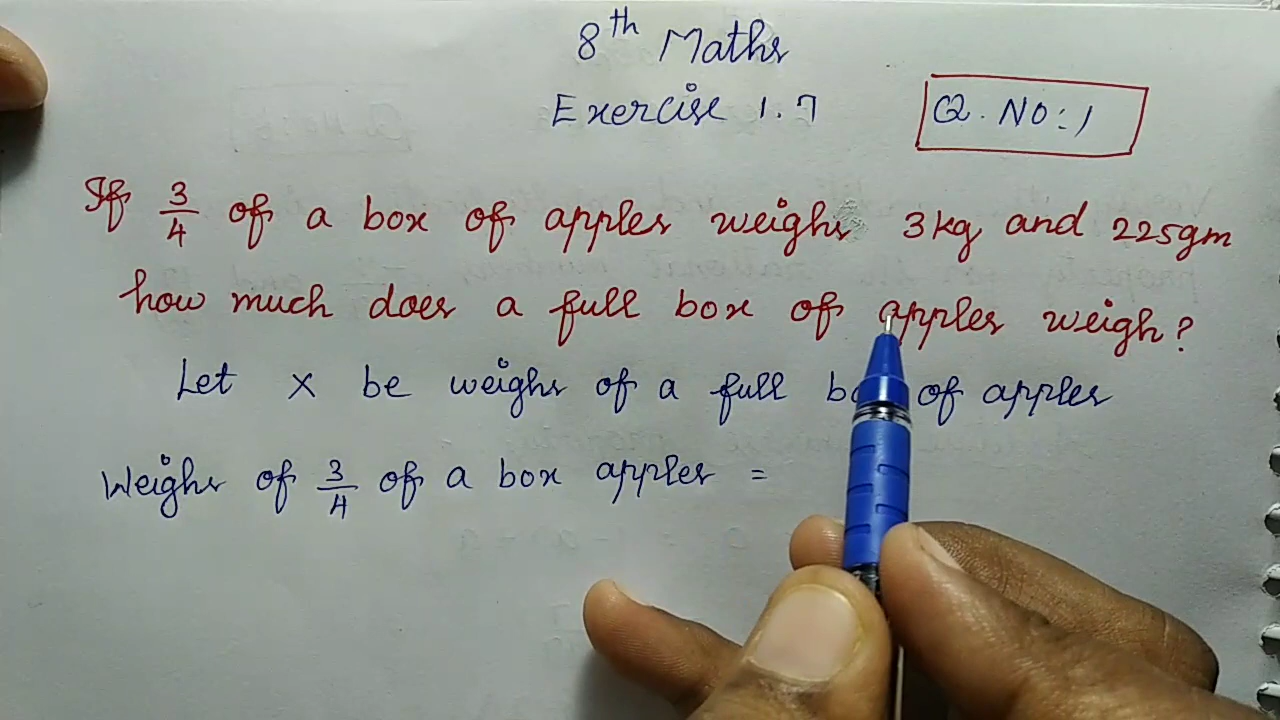 8th Maths
Exercise 1.7
Q. NO:1
If 3/4 of a box of apples weighs 3kg and 225gm
how much does a full box of apples weigh?
Let x be weighs of a full of apples
Weighs of 3/4 of a box apples =